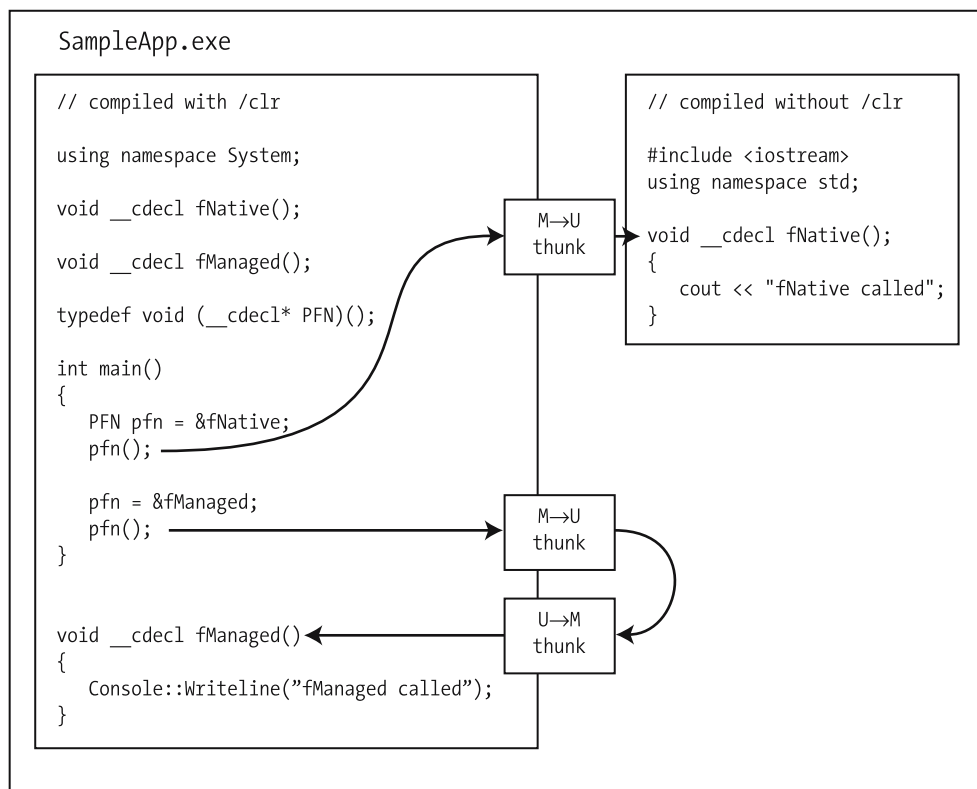 SampleApp.exe
// compiled with /clr
using namespace System;
void __cdecl fNative();
void __cdecl fManaged();
typedef void (__cdecl* PFN)();
int main()
{
PFN pfn = &fNative;
pfn();
pfn = &fManaged;
pfn();
}
void __cdecl fManaged()
{
Console::Writeline(”fManaged called”);
}
M→U
thunk
M→U
thunk
U→M
thunk
// compiled without /clr
#include <iostream>
using namespace std;
void __cdecl fNative();
{
cout << "fNative called";
}